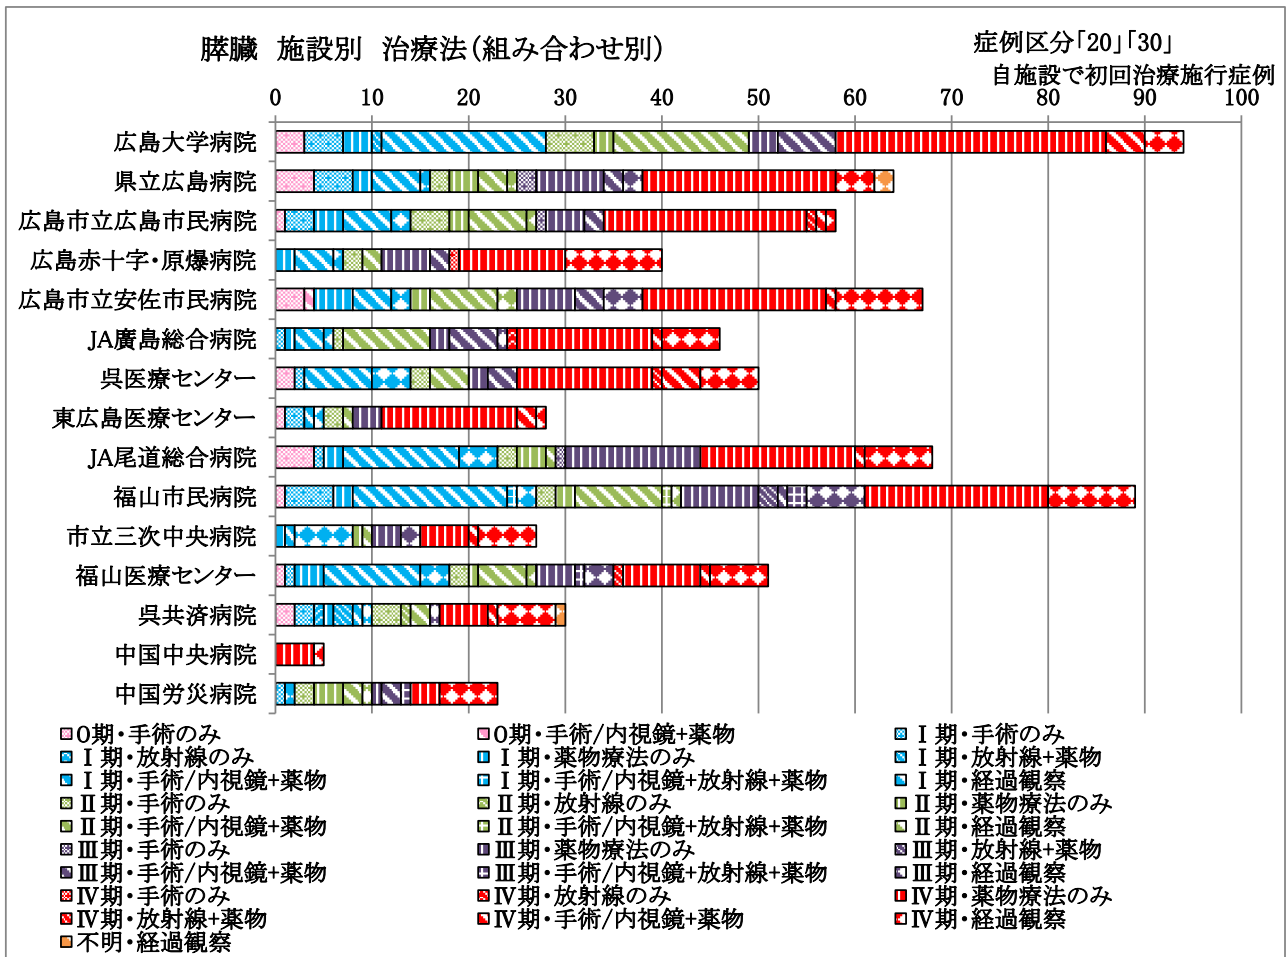 膵臓 施設別 治療法(組み合わせ別)
症例区分｢20｣｢30｣
自施設で初回治療施行症例
0 10 20 30 40 50 60 70 80 90 100
広島大学病院
県立広島病院
広島市立広島市民病院
広島赤十字・原爆病院
広島市立安佐市民病院
JA廣島総合病院
呉医療センター
東広島医療センター
JA尾道総合病院
福山市民病院
市立三次中央病院
福山医療センター
呉共済病院
中国中央病院
中国労災病院
0期・手術のみ 0期・手術/内視鏡+薬物 Ⅰ期・手術のみ
Ⅰ期・放射線のみ Ⅰ期・薬物療法のみ Ⅰ期・放射線+薬物
Ⅰ期・手術/内視鏡+薬物 Ⅰ期・手術/内視鏡+放射線+薬物 Ⅰ期・経過観察
Ⅱ期・手術のみ Ⅱ期・放射線のみ Ⅱ期・薬物療法のみ
Ⅱ期・手術/内視鏡+薬物 Ⅱ期・手術/内視鏡+放射線+薬物 Ⅱ期・経過観察
Ⅲ期・手術のみ Ⅲ期・薬物療法のみ Ⅲ期・放射線+薬物
Ⅲ期・手術/内視鏡+薬物 Ⅲ期・手術/内視鏡+放射線+薬物 Ⅲ期・経過観察
Ⅳ期・手術のみ Ⅳ期・放射線のみ Ⅳ期・薬物療法のみ
Ⅳ期・放射線+薬物 Ⅳ期・手術/内視鏡+薬物 Ⅳ期・経過観察
不明・経過観察